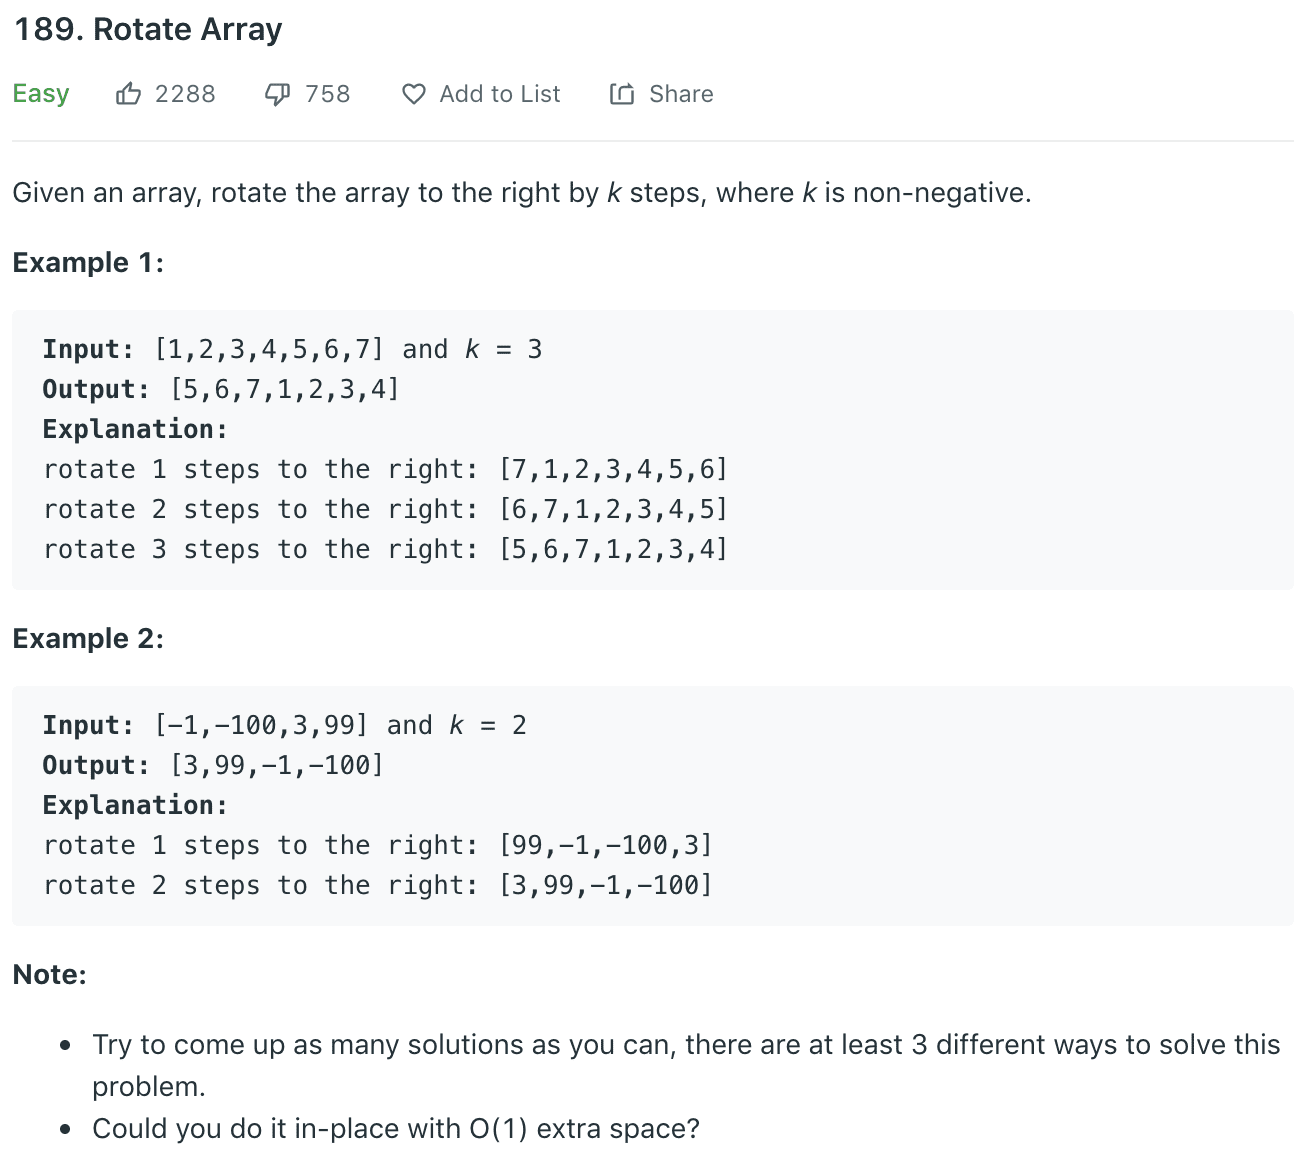 189. Rotate Array
Easy 2288 758 Add to List Share
Given an array, rotate the array to the right by k steps, where k is non-negative.
Example 1:
Input: [1,2,3,4,5,6,7] and k = 3
Output: [5,6,7,1,2,3,4]
Explanation:
rotate 1 steps to the right: [7,1,2,3,4,5,6]
rotate 2 steps to the right: [6,7,1,2,3,4,5]
rotate 3 steps to the right: [5,6,7,1,2,3,4]
Example 2:
Input: [-1,-100,3,99] and k = 2
Output: [3,99,-1,-100]
Explanation:
rotate 1 steps to the right: [99,-1,-100,3]
rotate 2 steps to the right: [3,99,-1,-100]
Note:
• Try to come up as many solutions as you can, there are at least 3 different ways to solve this
problem.
• Could you do it in-place with O(1) extra space?